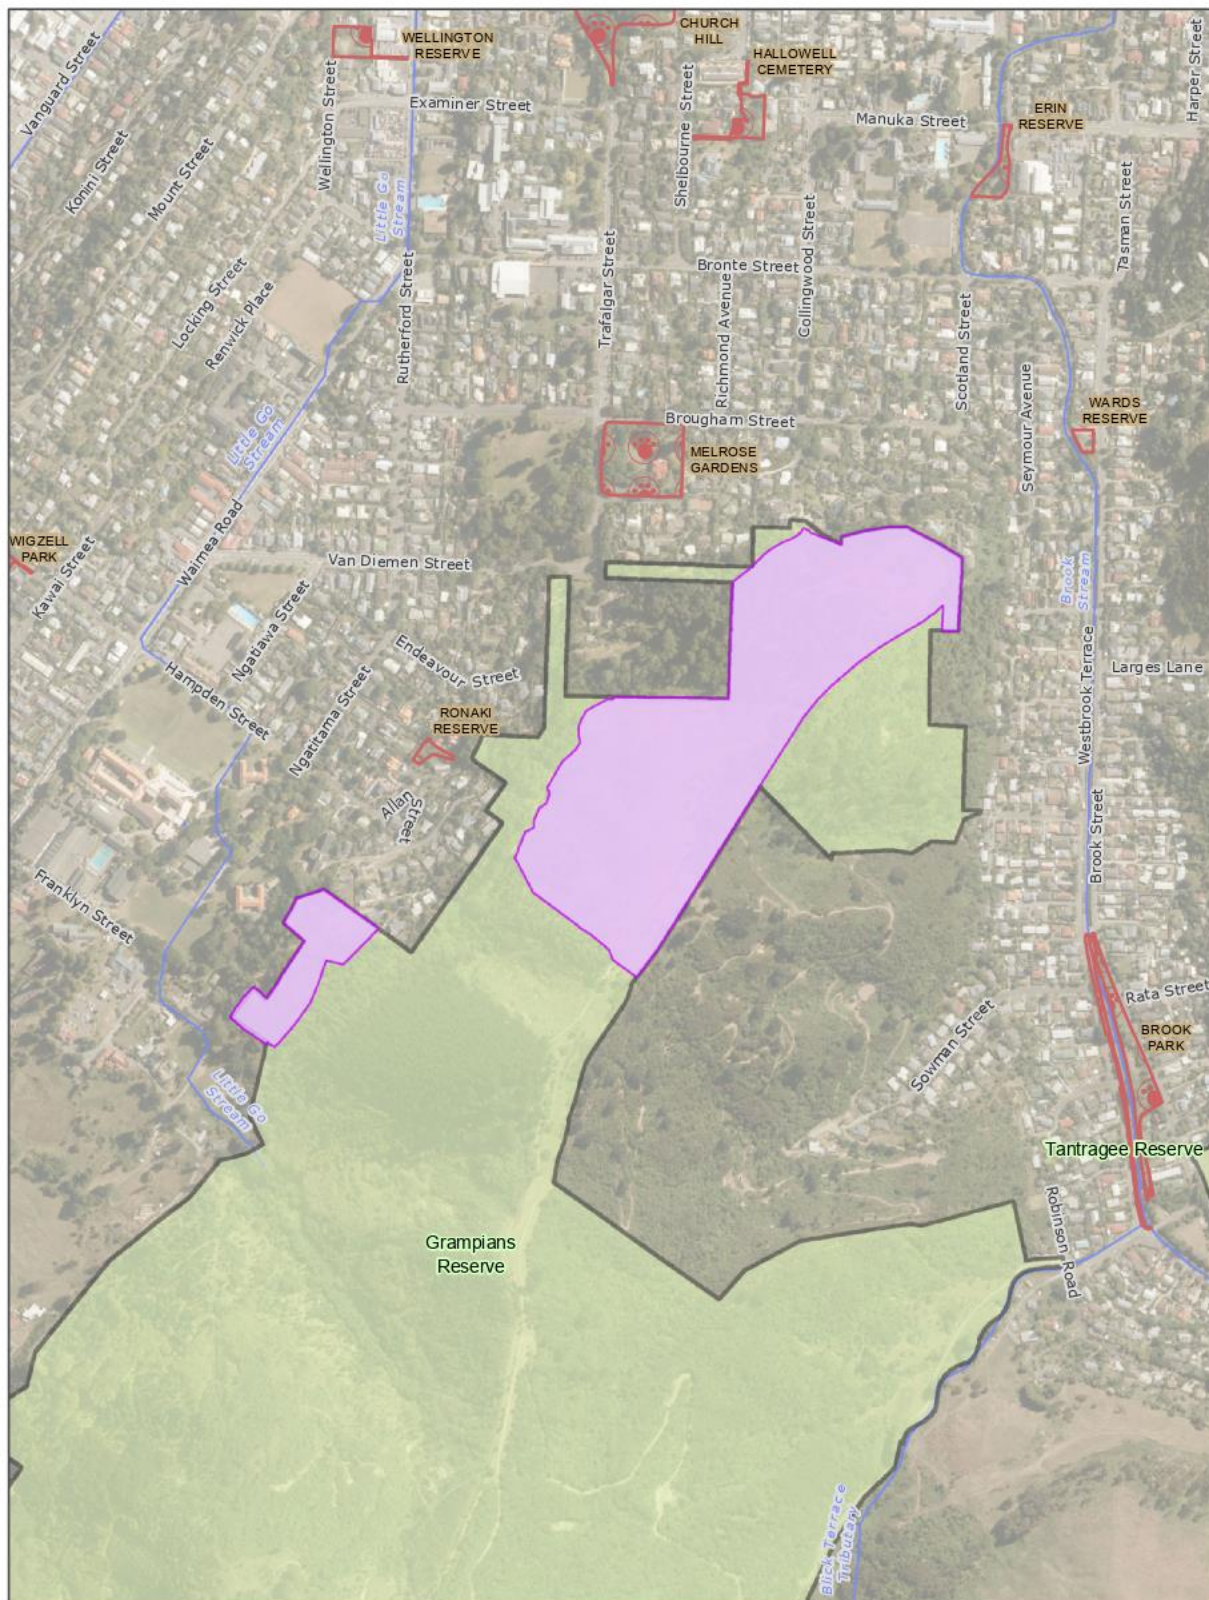 WELLINGTON
RESERVE
CHURCH
HILL
HALLOWELL
CEMETERY
ERIN
RESERVE
Vanguard Street
Konini Street
Mount Street
Wellington Street
Examiner Street
Little Go
Stream
Shelbourne Street
Manuka Street
Harper Street
Tasman Street
Locking Street
Renwick Place
Rutherford Street
Trafalgar Street
Bronte Street
Richmond Avenue
Collingwood Street
Scotland Street
Seymour Avenue
WARDS
RESERVE
Little Go
Stream
Brougham Street
MELROSE
GARDENS
WIGZELL
PARK
Kawai Street
Waimea Road
Van Diemen Street
Ngatiawa Street
Brook
Stream
Endeavour Street
Hampden Street
Ngatitama Street
RONAKI
RESERVE
Westbrook Terrace
Larges Lane
Allan
Street
Brook Street
Franklyn Street
Rata Street
Sowman Street
BROOK
PARK
Little Go
Stream
Tantragee Reserve
Robinson Road
Grampians
Reserve
Blick Terrace
Tributary